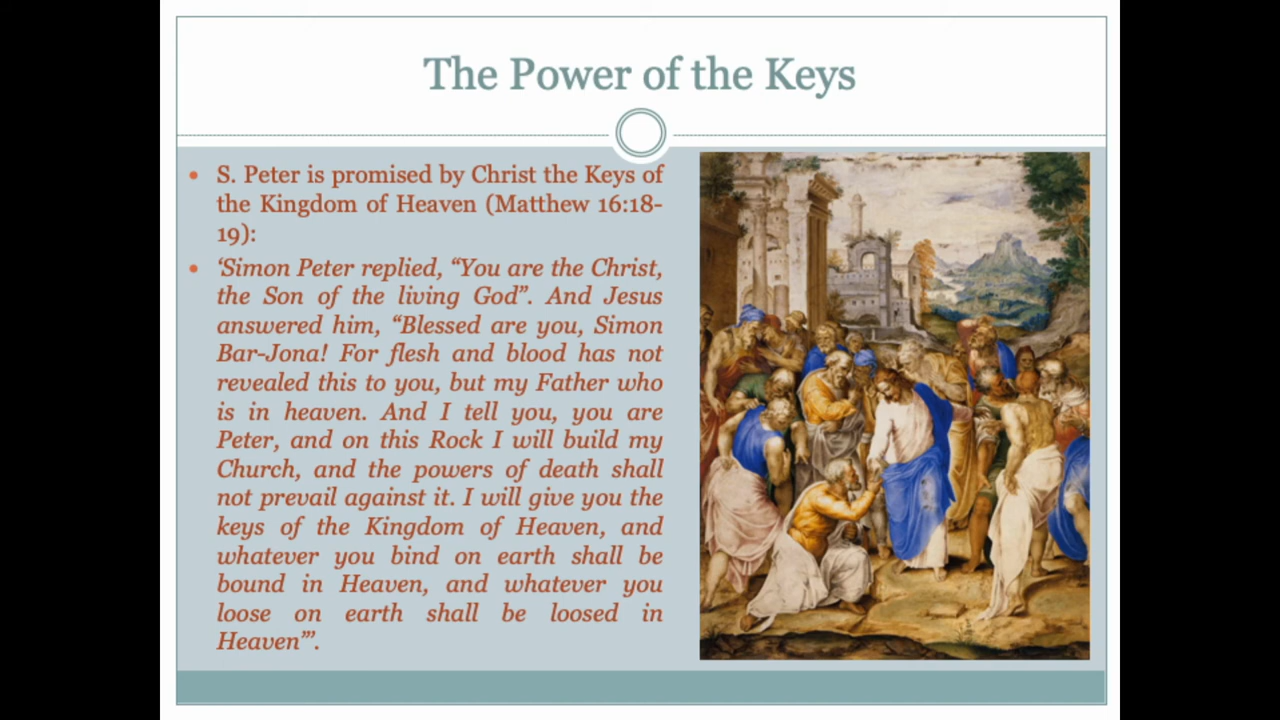 The Power of the Keys
• S. Peter is promised by Christ the Keys of
the Kingdom of Heaven (Matthew 16:18-
19):
• ‘Simon Peter replied, “You are the Christ,
the Son of the living God”. And Jesus
answered him, “Blessed are you, Simon
Bar-Jona! For flesh and blood has not
revealed this to you, but my Father who
is in heaven. And I tell you, you are
Peter, and on this Rock I will build my
Church, and the powers of death shall
not prevail against it. I will give you the
keys of the Kingdom of Heaven, and
whatever you bind on earth shall be
bound in Heaven, and whatever you
loose on earth shall be loosed in
Heaven”’.